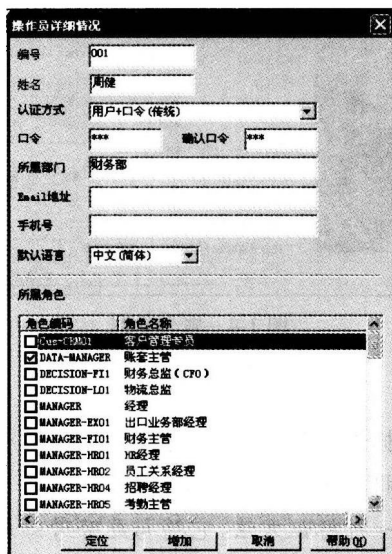 操作员详细情况
编号 001
姓名 周健
认证方式 用户+口令(传统)
口令 *** 确认口令 ***
所属部门 财务部
Email地址
手机号
默认语言 中文(简体)
所属角色
角色编码 角色名称
Cus-CRM01 客户管理专员
DATA-MANAGER 账套主管
DECISION-FI1 财务总监(CFO)
DECISION-LO1 物流总监
MANAGER 经理
MANAGER-EX01 出口业务部经理
MANAGER-FI01 财务主管
MANAGER-HR01 HR经理
MANAGER-HR02 员工关系经理
MANAGER-HR04 招聘经理
MANAGER-HR05 考勤主管
定位 增加 取消 帮助(H)